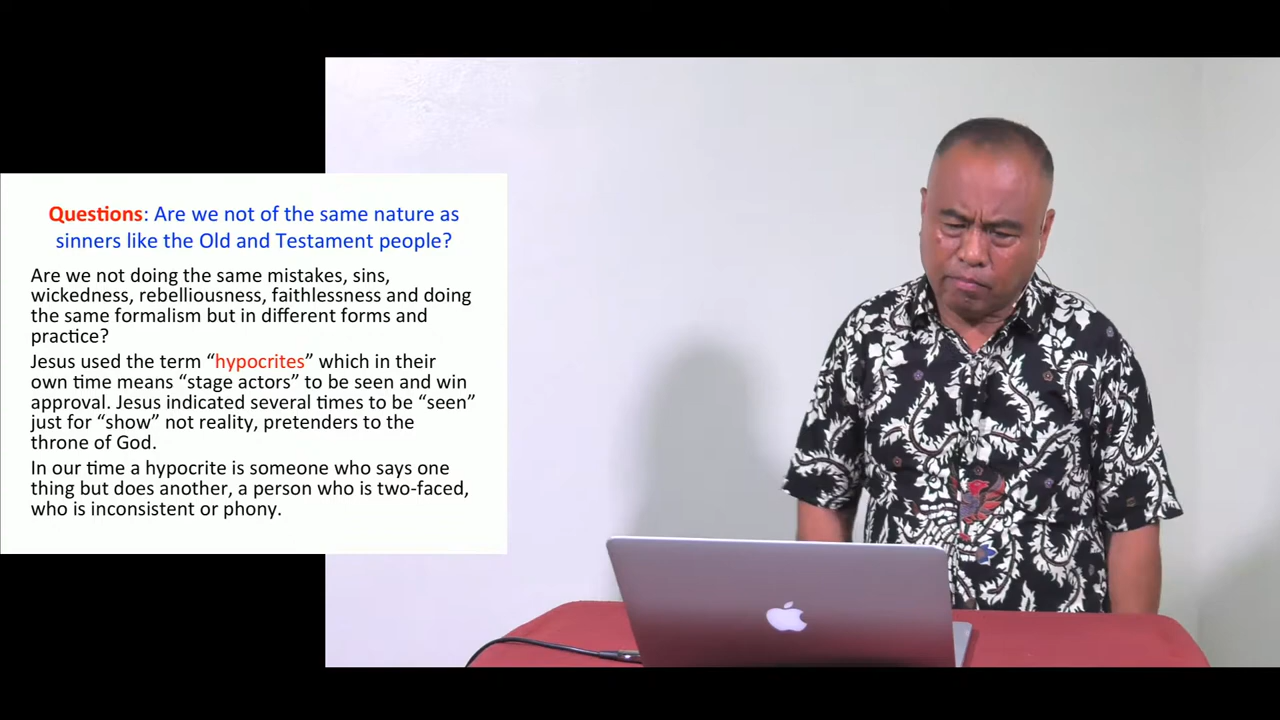 Questions: Are we not of the same nature as
sinners like the Old and Testament people?
Are we not doing the same mistakes, sins,
wickedness, rebelliousness, faithlessness and doing
the same formalism but in different forms and
practice?
Jesus used the term “hypocrites” which in their
own time means “stage actors” to be seen and win
approval. Jesus indicated several times to be “seen”
just for “show” not reality, pretenders to the
throne of God.
In our time a hypocrite is someone who says one
thing but does another, a person who is two-faced,
who is inconsistent or phony.